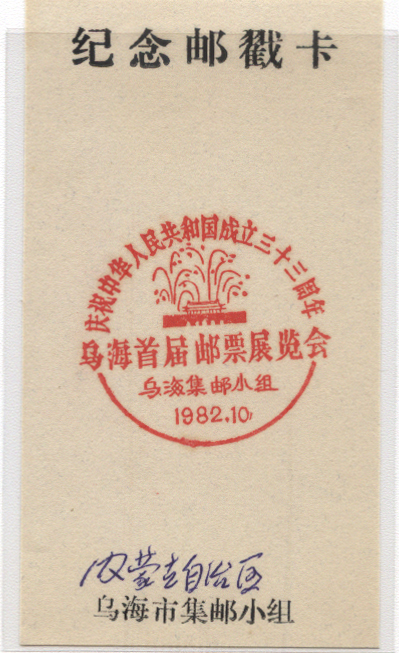 纪念邮戳卡
庆祝中华人民共和国成立三十三周年
乌海首届邮票展览会
乌海集邮小组
1982.10.
内蒙古自治区
乌海市集邮小组